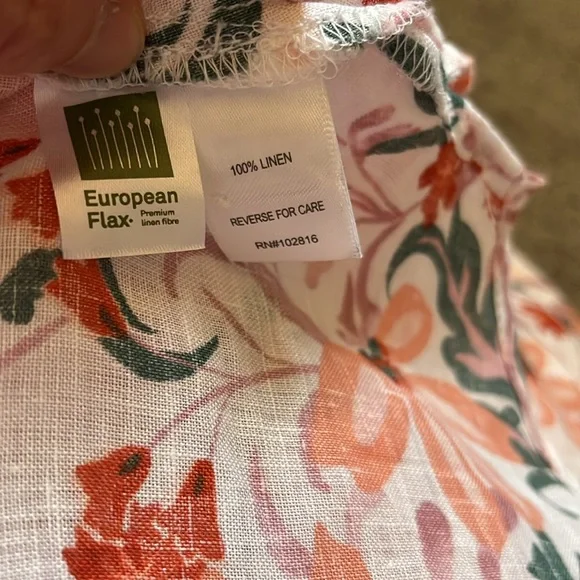 European
Flax• Premium
linen fibre
100% LINEN
REVERSE FOR CARE
RN#102816